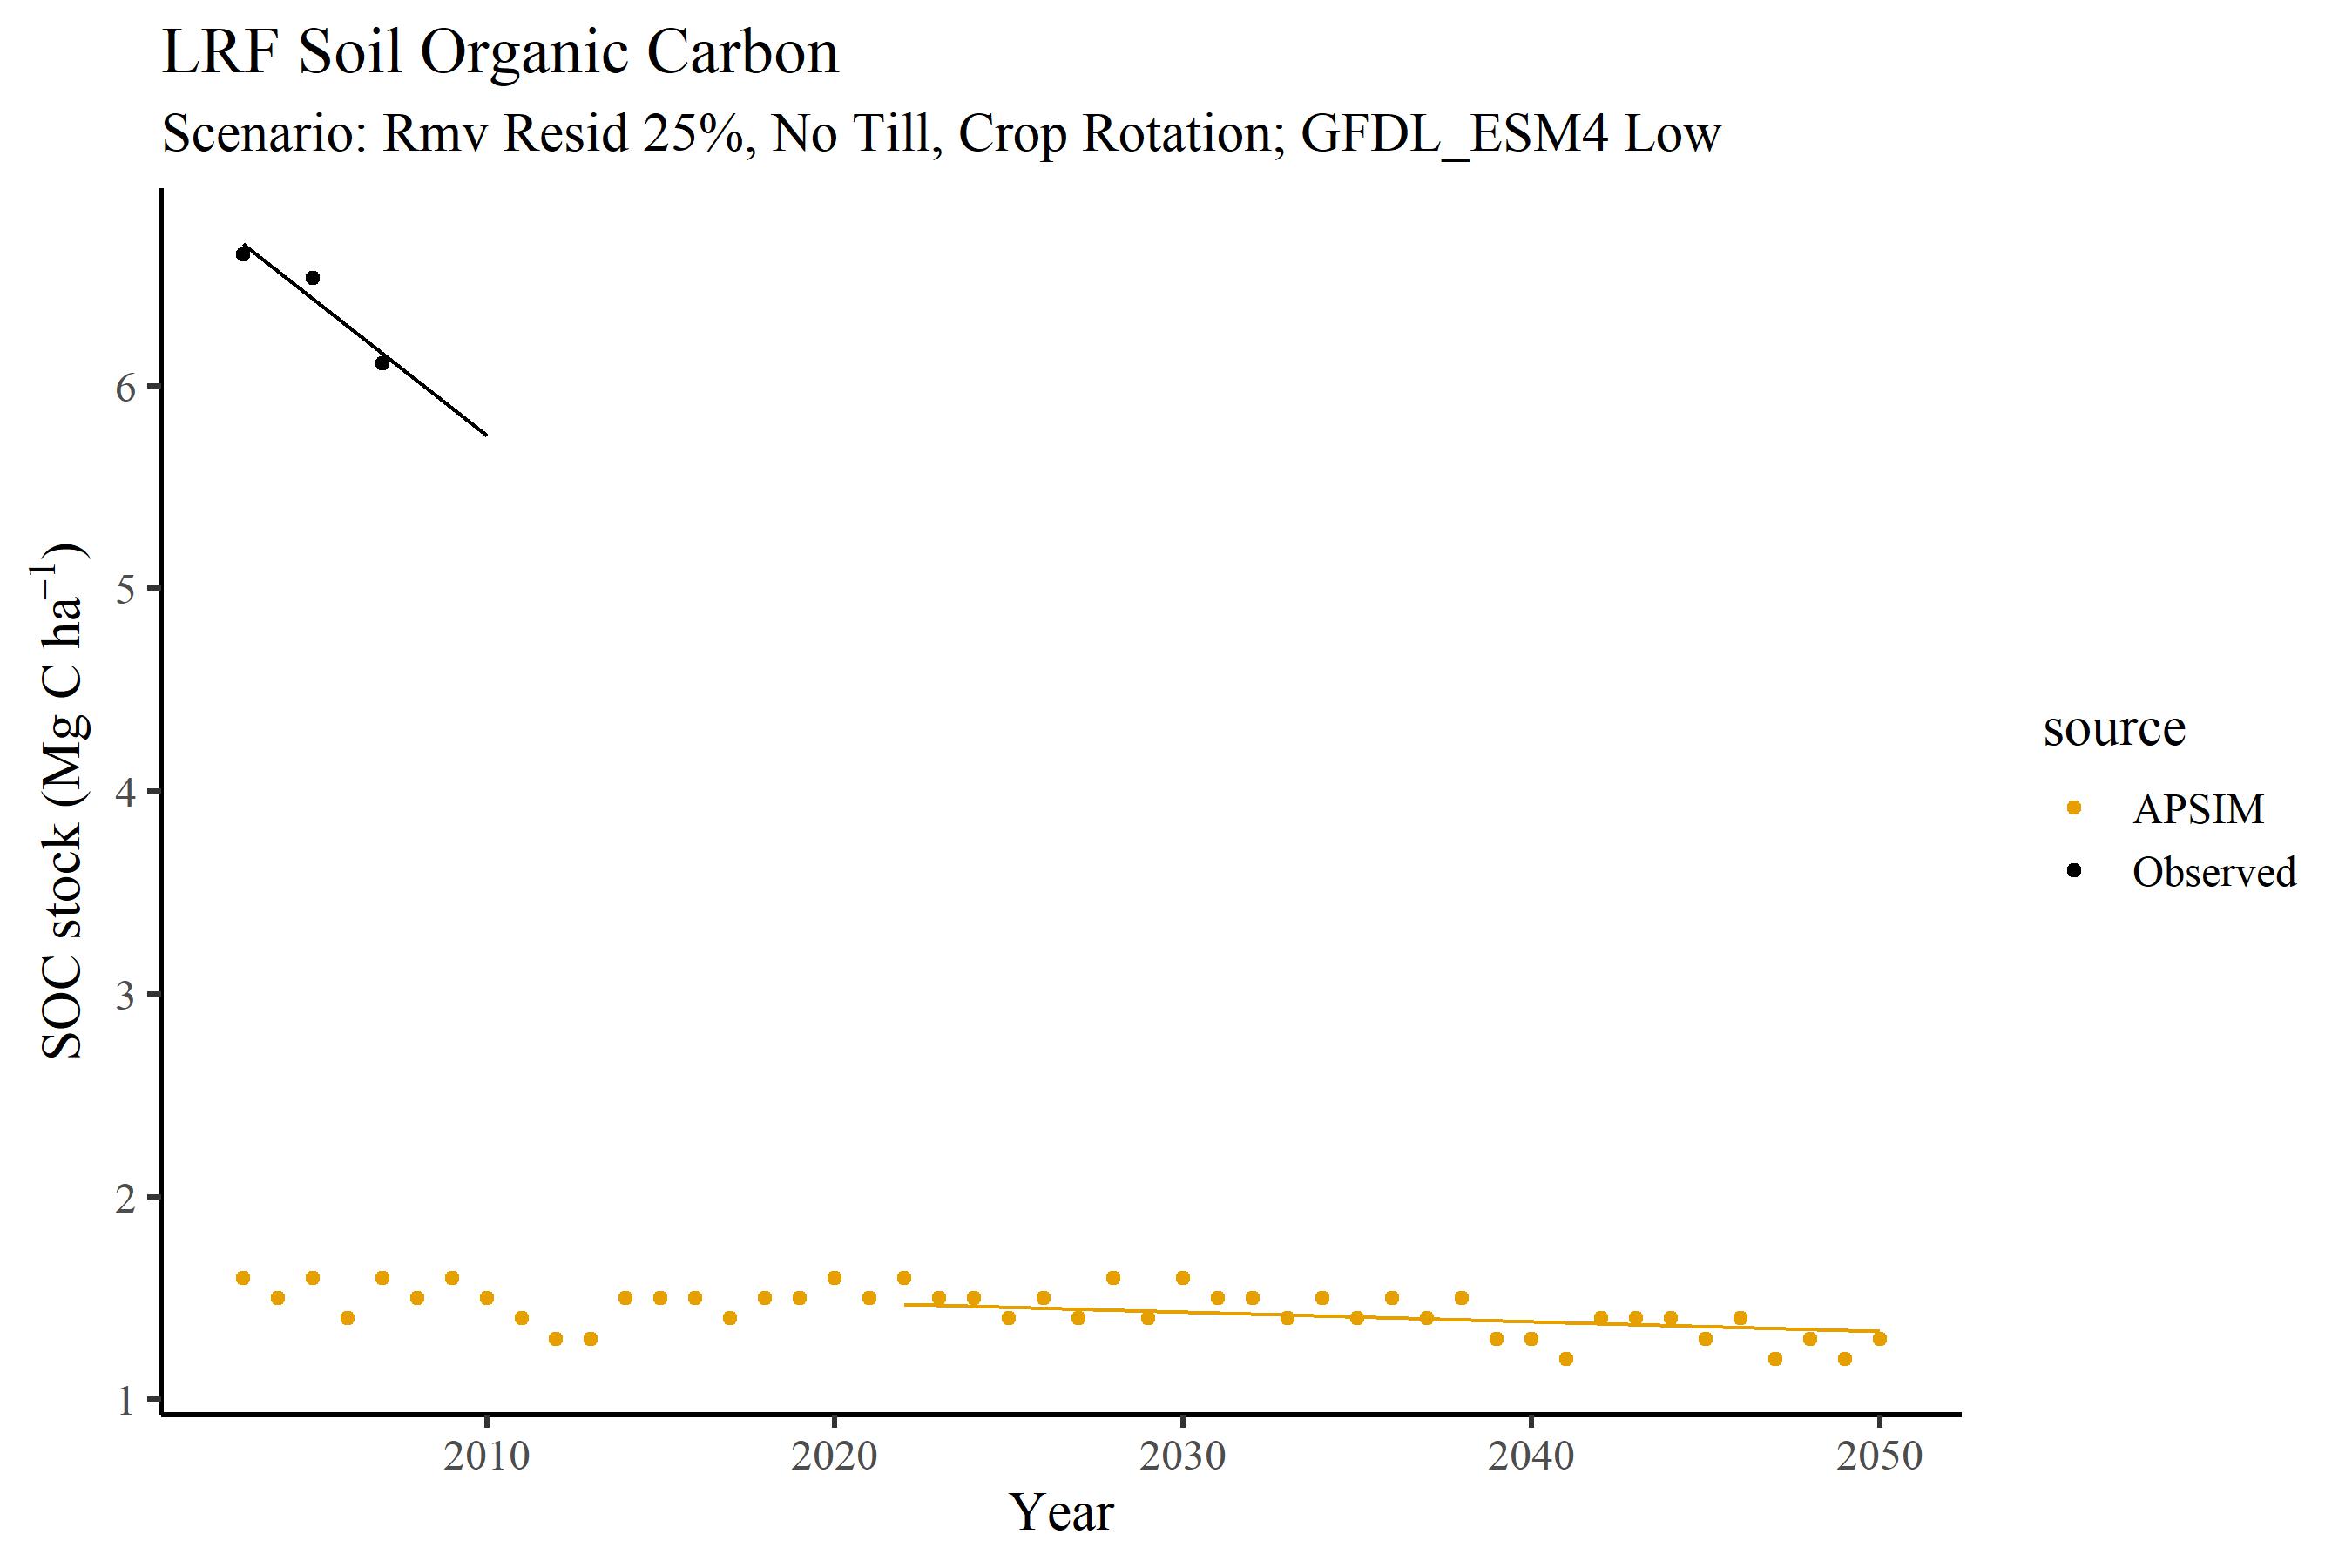 LRF Soil Organic Carbon
Scenario: Rmv Resid 25%, No Till, Crop Rotation; GFDL_ESM4 Low
SOC stock (Mg C ha⁻¹)
6
5
4
3
2
1
2010 2020 2030 2040 2050
Year
source
APSIM
Observed